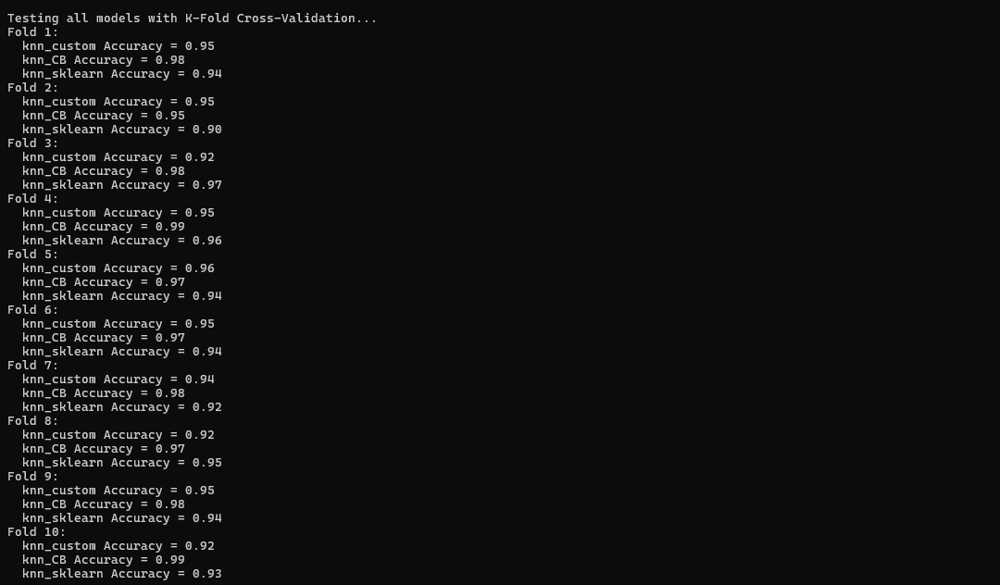 Testing all models with K-Fold Cross-Validation...
Fold 1:
  knn_custom Accuracy = 0.95
  knn_CB Accuracy = 0.98
  knn_sklearn Accuracy = 0.94
Fold 2:
  knn_custom Accuracy = 0.95
  knn_CB Accuracy = 0.95
  knn_sklearn Accuracy = 0.90
Fold 3:
  knn_custom Accuracy = 0.92
  knn_CB Accuracy = 0.98
  knn_sklearn Accuracy = 0.97
Fold 4:
  knn_custom Accuracy = 0.95
  knn_CB Accuracy = 0.99
  knn_sklearn Accuracy = 0.96
Fold 5:
  knn_custom Accuracy = 0.96
  knn_CB Accuracy = 0.97
  knn_sklearn Accuracy = 0.94
Fold 6:
  knn_custom Accuracy = 0.95
  knn_CB Accuracy = 0.97
  knn_sklearn Accuracy = 0.94
Fold 7:
  knn_custom Accuracy = 0.94
  knn_CB Accuracy = 0.98
  knn_sklearn Accuracy = 0.92
Fold 8:
  knn_custom Accuracy = 0.92
  knn_CB Accuracy = 0.97
  knn_sklearn Accuracy = 0.95
Fold 9:
  knn_custom Accuracy = 0.95
  knn_CB Accuracy = 0.98
  knn_sklearn Accuracy = 0.94
Fold 10:
  knn_custom Accuracy = 0.92
  knn_CB Accuracy = 0.99
  knn_sklearn Accuracy = 0.93